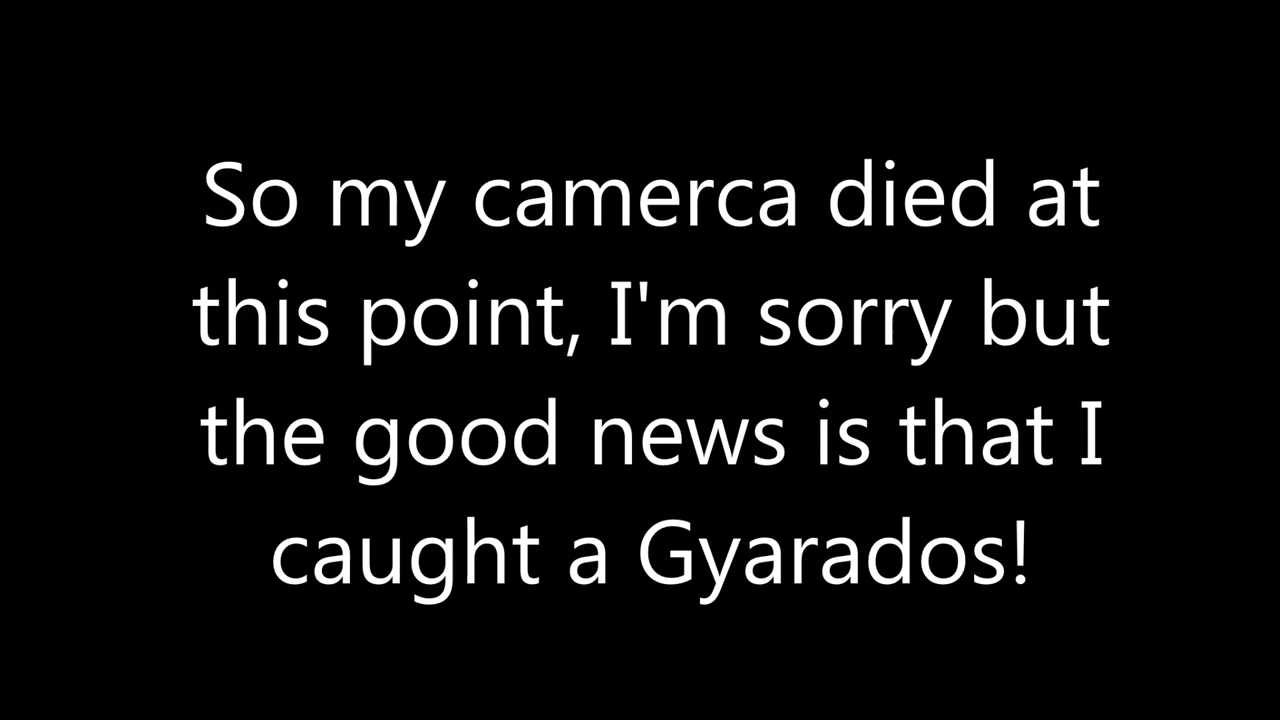 So my camerca died at
this point, I'm sorry but
the good news is that I
caught a Gyarados!